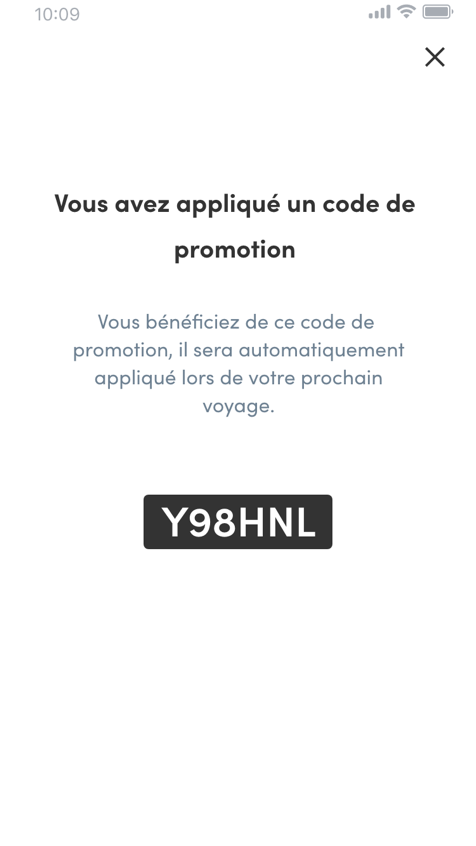 10:09
Vous avez appliqué un code de
promotion
Vous bénéficiez de ce code de
promotion, il sera automatiquement
appliqué lors de votre prochain
voyage.
Y98HNL